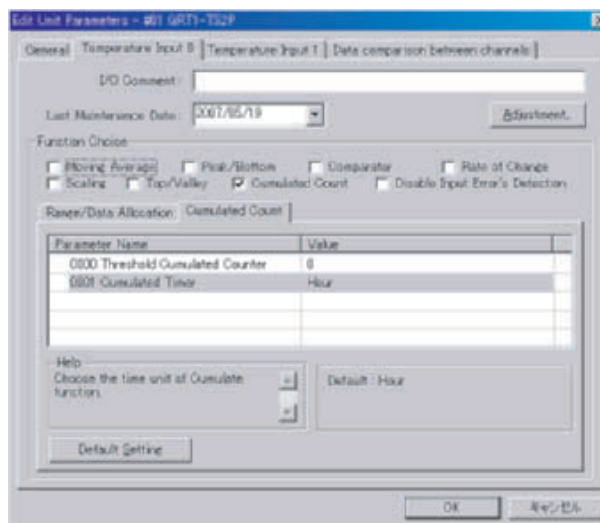 Edit Unit Parameters - #01 GRT1-TS2P
General Temperature Input 0 Temperature Input 1 Data comparison between channels
I/O Comment :
Last Maintenance Date : 2007/05/19 Adjustment..
Function Choice
Moving Average Peak/Bottom Comparator Rate of Change
Scaling Top/Valley Cumulated Count Disable Input Error's Detection
Range/Data Allocation Cumulated Count
Parameter Name Value
0800 Threshold Cumulated Counter 0
0801 Cumulated Timer Hour
Help
Choose the time unit of Cumulate
function.
Default : Hour
Default Setting
OK キャンセル